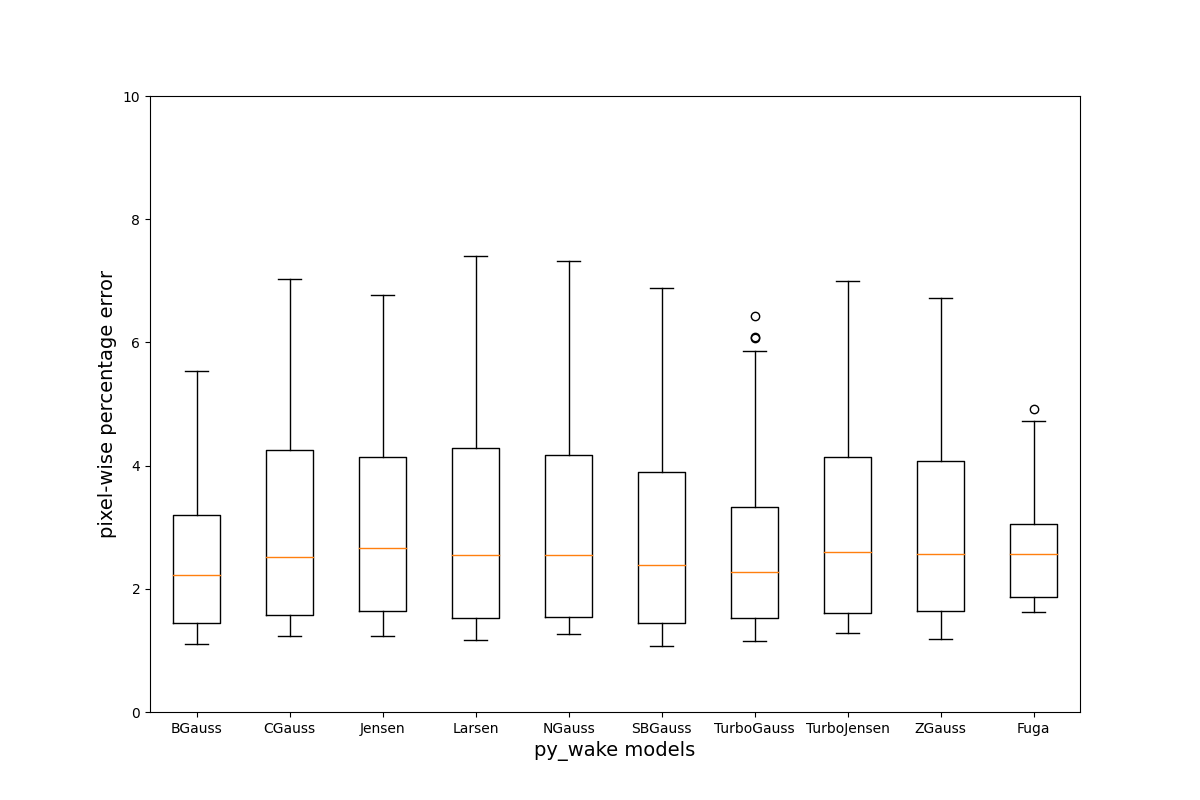 10
8
6
4
2
0
pixel-wise percentage error
BGauss CGauss Jensen Larsen NGauss SBGauss TurboGauss TurboJensen ZGauss Fuga
py_wake models